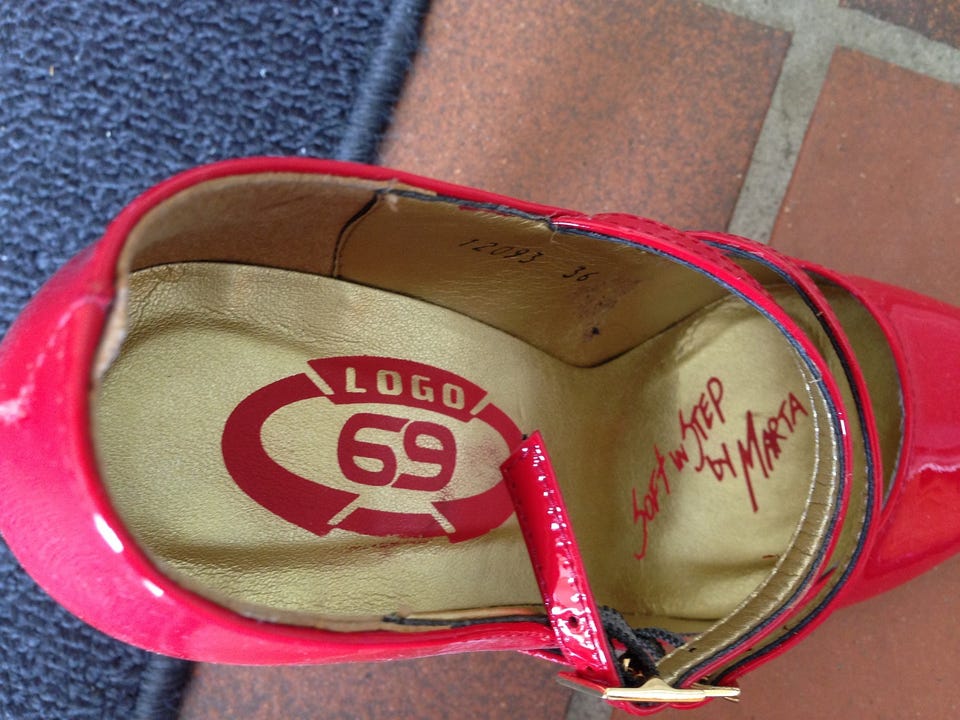 12093 36
LOGO
69
SOFT W STEP
BY MARTA